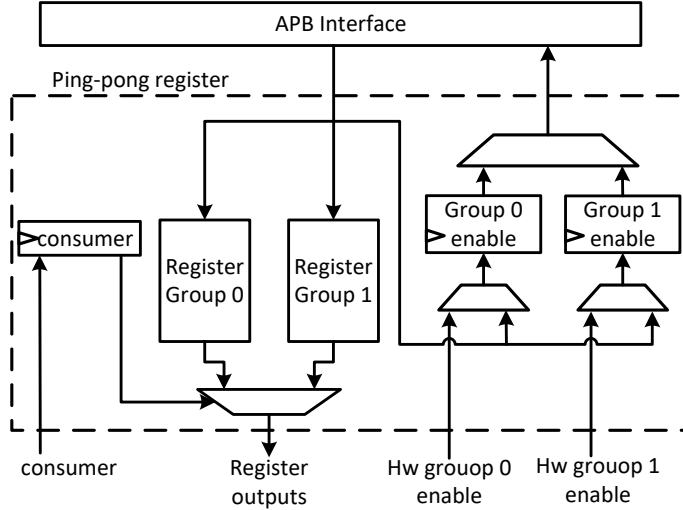 APB Interface
Ping-pong register
Group 0
enable
Group 1
enable
consumer
Register
Group 0
Register
Group 1
consumer
Register
outputs
Hw grouop 0
enable
Hw grouop 1
enable